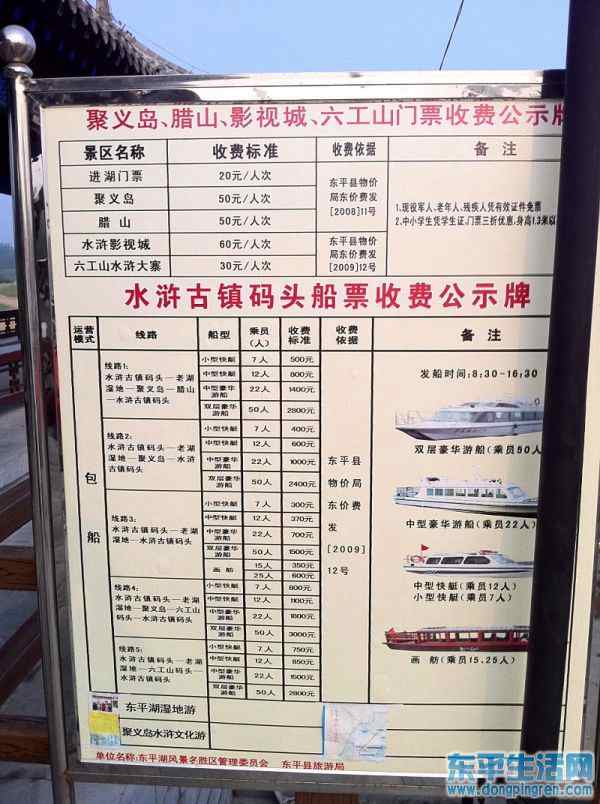 聚义岛、腊山、影视城、六工山门票收费公示牌
景区名称 收费标准 收费依据 备 注
进湖门票 20元/人次
聚义岛 50元/人次
腊 山 50元/人次
东平县物价
局东价费发
[2008]11号
水浒影视城 60元/人次
六工山水浒大寨 30元/人次
东平县物价
局东价费发
[2009]12号
1.现役军人、老年人、残疾人凭有效证件免票
2.中小学生凭学生证,门票三折优惠,身高1.3米以
水浒古镇码头船票收费公示牌
运营模式 线路 船型 乘员(人) 收费标准 收费依据 备 注
包船
线路1:
水浒古镇码头—老湖
湿地—聚义岛—腊山
—水浒古镇码头
小型快艇 7人 500元
中型快艇 12人 800元
中型豪华游船 22人 1400元
双层豪华游船 50人 2800元
线路2:
水浒古镇码头—老湖
湿地—聚义岛—水浒
古镇码头
小型快艇 7人 400元
中型快艇 12人 600元
中型豪华游船 22人 1000元
双层豪华游船 50人 2400元
线路3:
水浒古镇码头—老湖
湿地—水浒古镇码头
小型快艇 7人 300元
中型快艇 12人 370元
中型豪华游船 22人 700元
双层豪华游船 50人 1500元
画 舫 15人 350元
25人 600元
线路4:
水浒古镇码头—老湖
湿地—聚义岛—六工山
码头—水浒古镇码头
小型快艇 7人 800元
中型快艇 12人 1100元
中型豪华游船 22人
双层豪华游船 50人 3000元
线路5:
水浒古镇码头—老湖
湿地—六工山码头—
水浒古镇码头
小型快艇 7人 750元
中型快艇 12人 850元
中型豪华游船 22人 1500元
双层豪华游船 50人 2800元
东平县
物价局
东价费
发
[2009]
12号
发船时间:8:30-16:30
双层豪华游船(乘员50人
中型豪华游船(乘员22人)
中型快艇(乘员12人)
小型快艇(乘员7人)
画 舫(乘员15.25人)
东平湖湿地游
聚义岛水浒文化游
单位名称:东平湖风景名胜区管理委员会 东平县旅游局
东平生活网
www.dongpingren.com